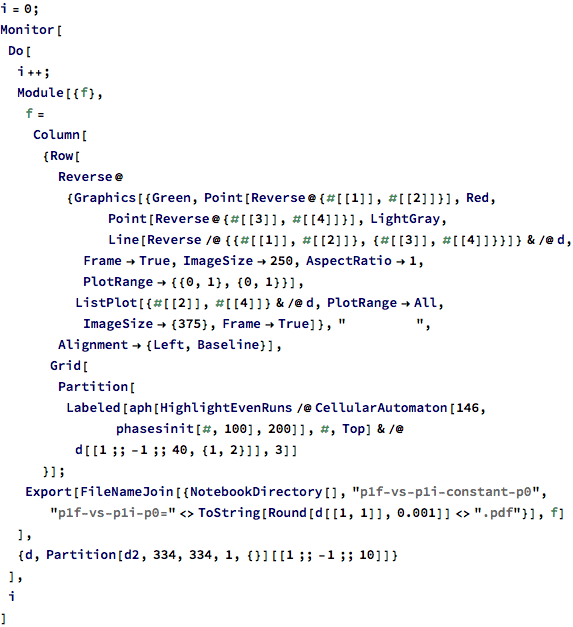 i = 0;
Monitor[
Do[
i ++;
Module[{f},
f =
Column[
{Row[
Reverse@
{Graphics[{Green, Point[Reverse@{#[[1]], #[[2]]}], Red,
Point[Reverse@{#[[3]], #[[4]]}], LightGray,
Line[Reverse /@ {{#[[1]], #[[2]]}, {#[[3]], #[[4]]}}]} & /@ d,
Frame → True, ImageSize → 250, AspectRatio → 1,
PlotRange → {{0, 1}, {0, 1}}],
ListPlot[{#[[2]], #[[4]]} & /@ d, PlotRange → All,
ImageSize → {375}, Frame → True]}, "         ",
Alignment → {Left, Baseline}],
Grid[
Partition[
Labeled[aph[HighlightEvenRuns /@ CellularAutomaton[146,
phasesinit[#, 100], 200]], #, Top] & /@
d[[1 ;; -1 ;; 40, {1, 2}]], 3]]
}];
Export[FileNameJoin[{NotebookDirectory[], "p1f-vs-p1i-constant-p0",
"p1f-vs-p1i-p0=" <> ToString[Round[d[[1, 1]], 0.001]] <> ".pdf"}], f]
],
{d, Partition[d2, 334, 334, 1, {}][[1 ;; -1 ;; 10]]}
],
i
]